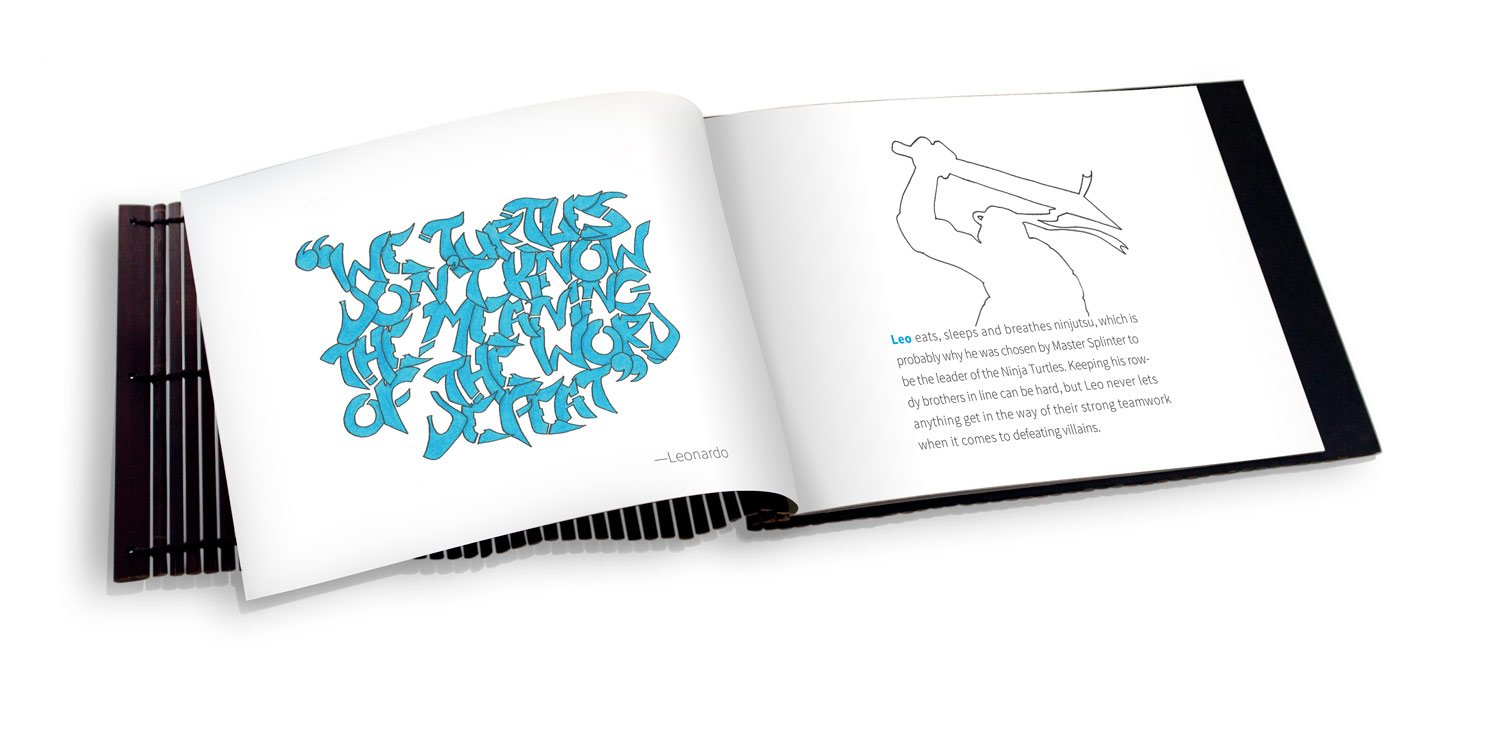 “WE TURTLES
DON'T KNOW
THE MEANING
OF THE WORD
DEFEAT”
—Leonardo
Leo eats, sleeps and breathes ninjutsu, which is
probably why he was chosen by Master Splinter to
be the leader of the Ninja Turtles. Keeping his row-
dy brothers in line can be hard, but Leo never lets
anything get in the way of their strong teamwork
when it comes to defeating villains.